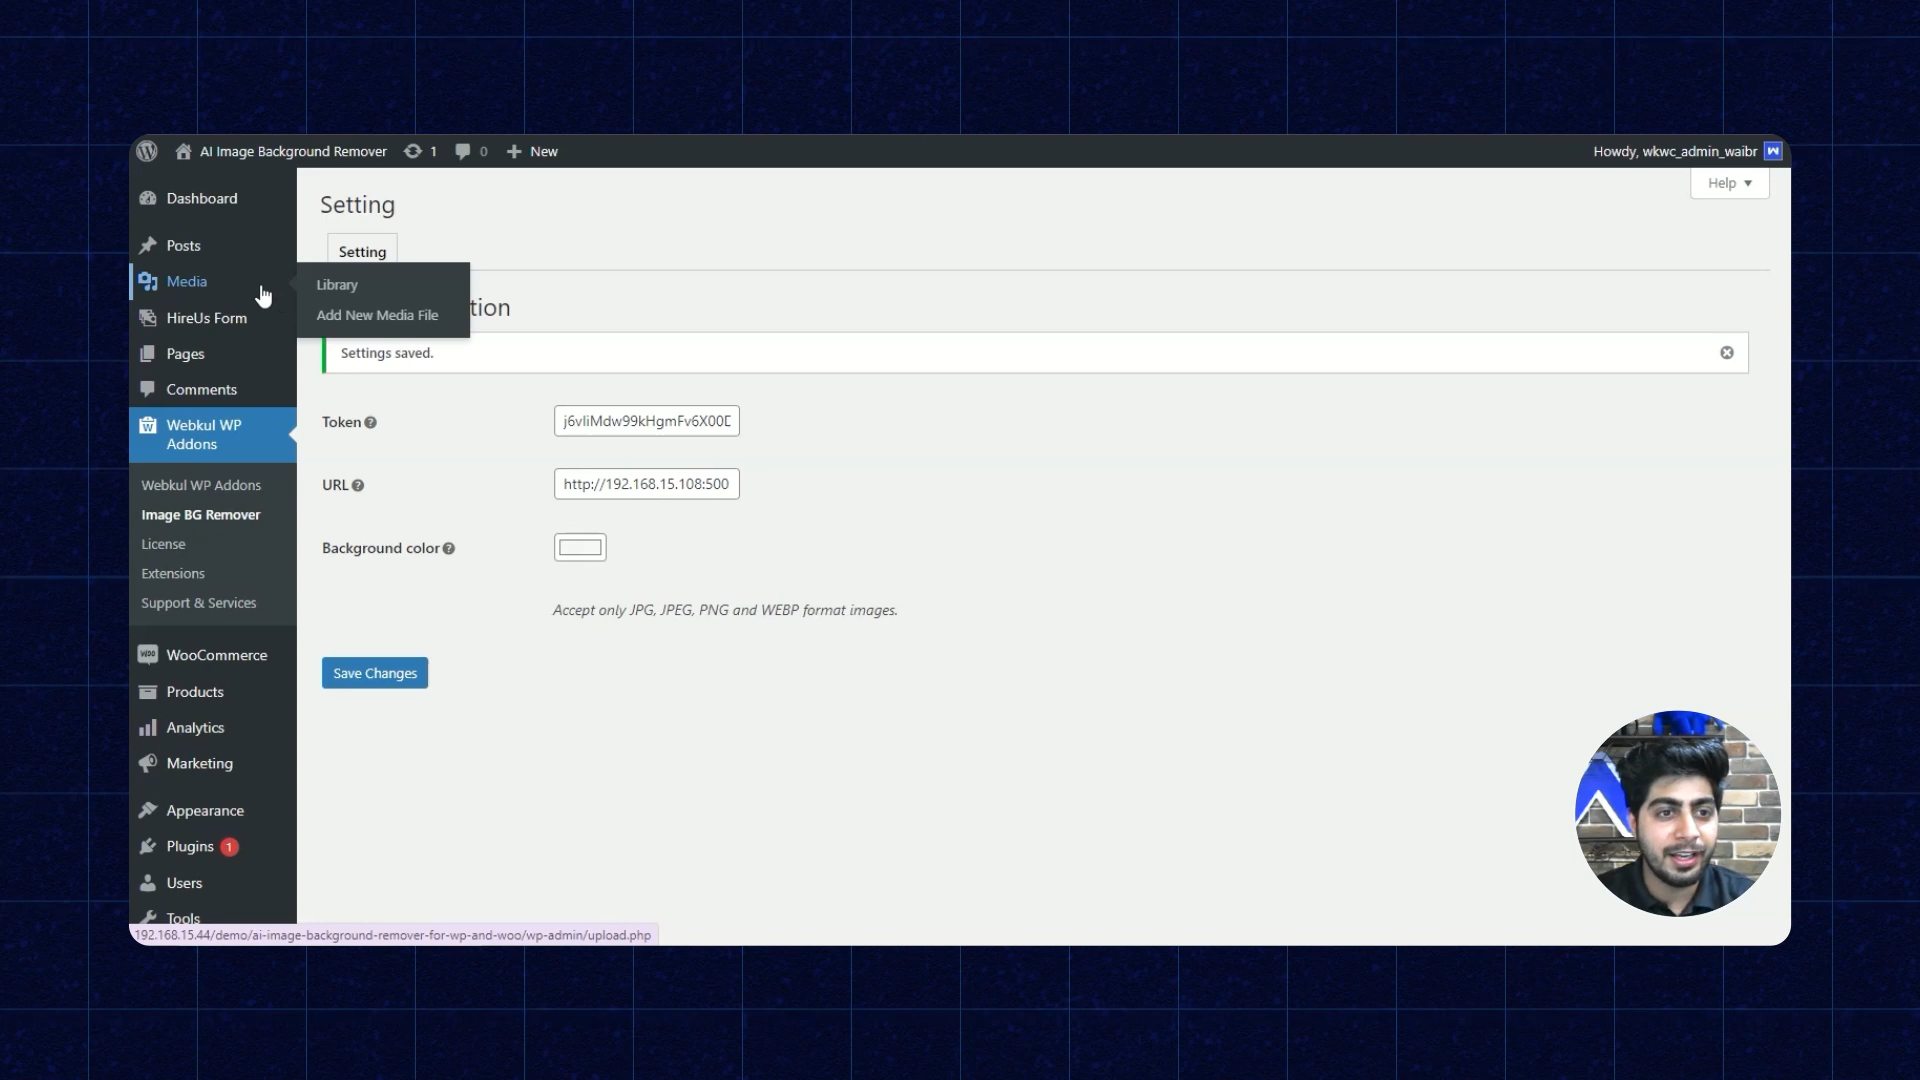 AI Image Background Remover 1 0 New Howdy, wkwc_admin_waibr
Help
Dashboard
Posts
Media
HireUs Form
Pages
Comments
Webkul WP
Addons
Webkul WP Addons
Image BG Remover
License
Extensions
Support & Services
WooCommerce
Products
Analytics
Marketing
Appearance
Plugins 1
Users
Tools
Setting
Setting
Library
Add New Media File
Settings saved.
Token
URL http://192.168.15.108:500
Background color
Accept only JPG, JPEG, PNG and WEBP format images.
Save Changes
192.168.15.44/demo/ai-image-background-remover-for-wp-and-woo/wp-admin/upload.php